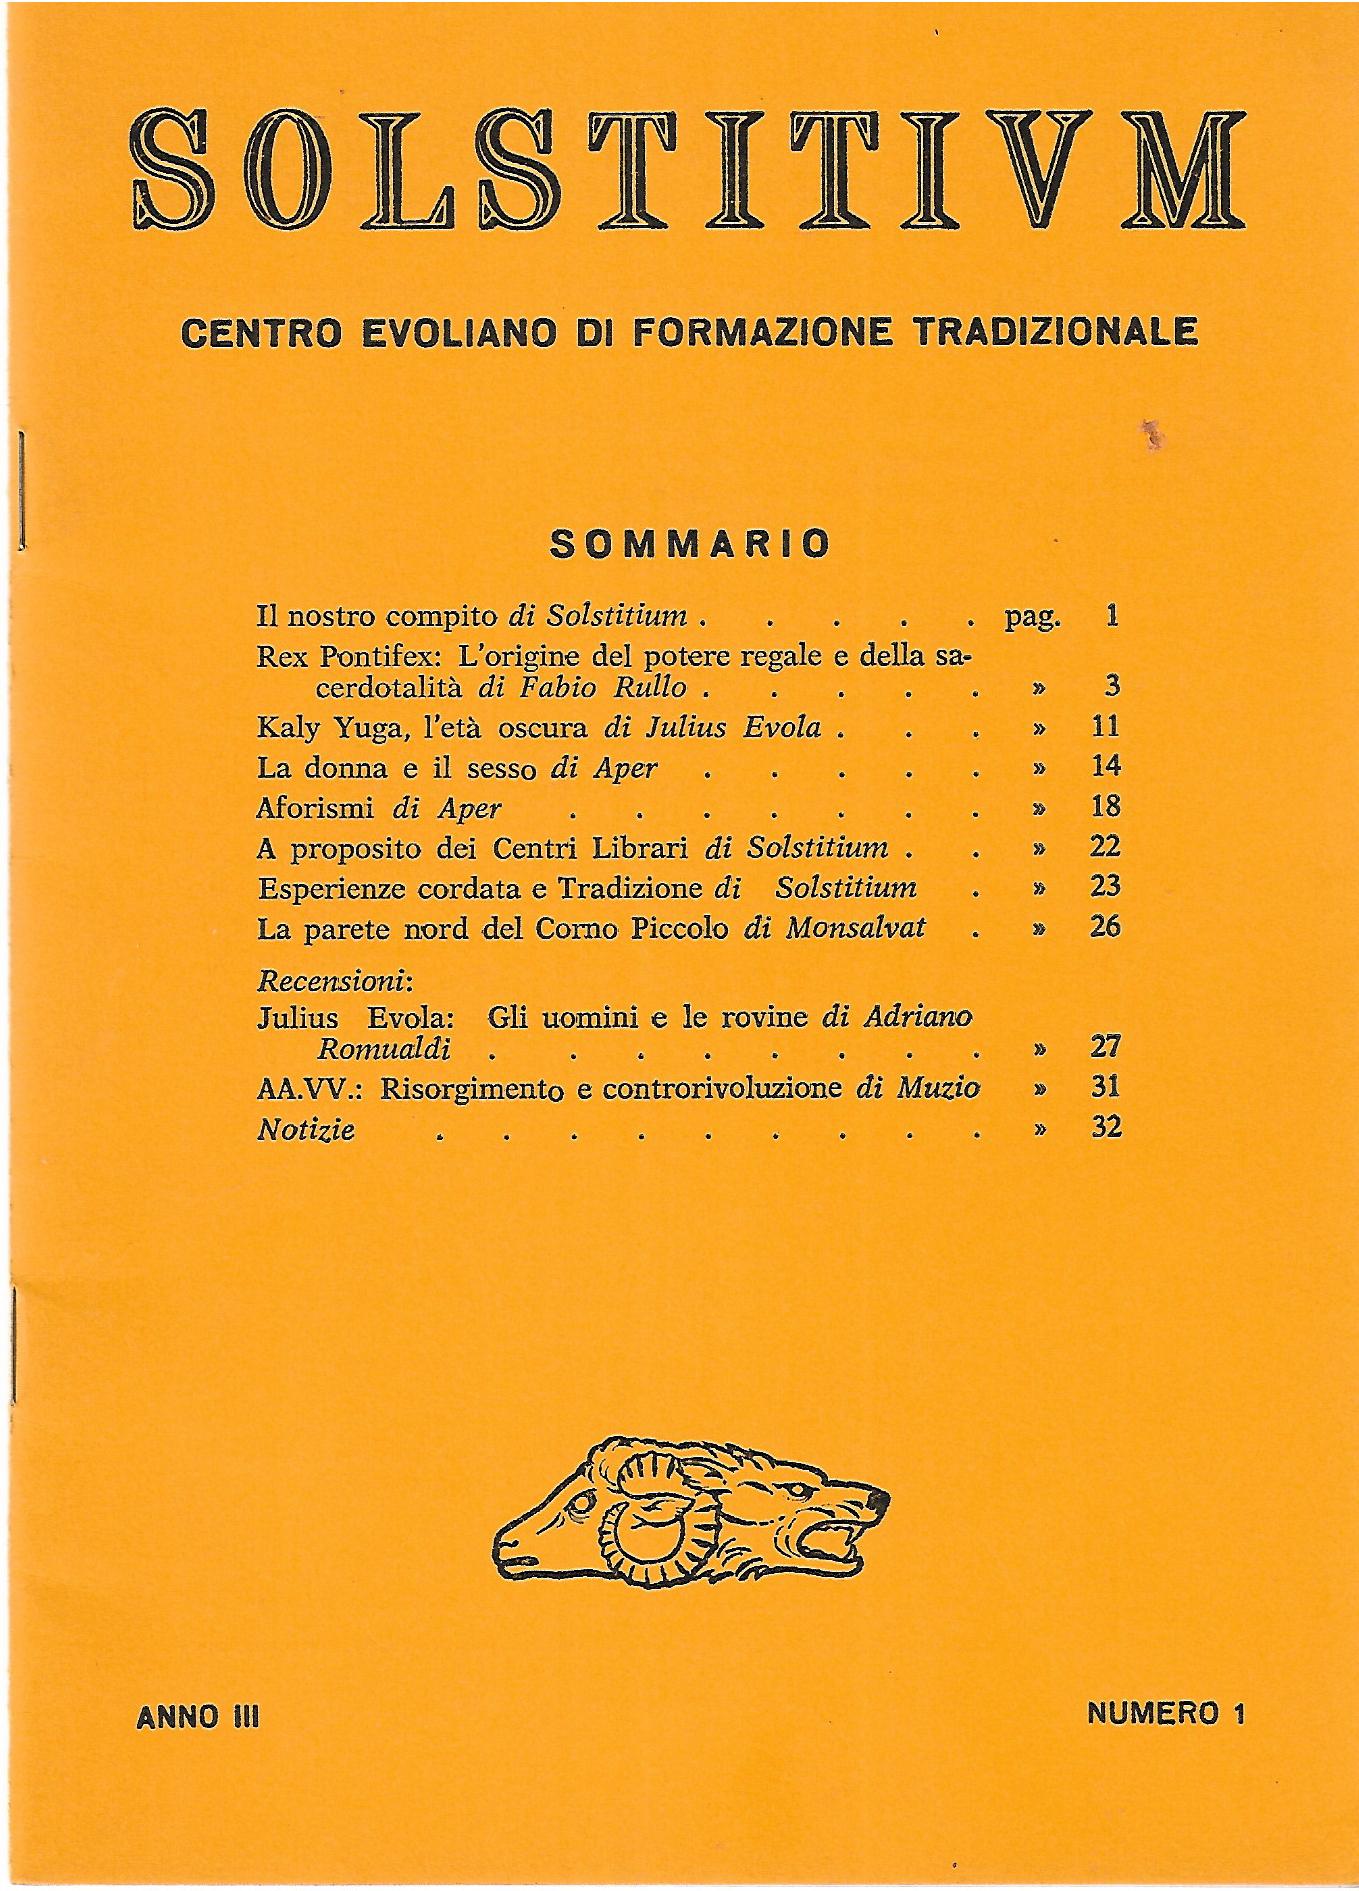 SOLSTITIVM
CENTRO EVOLIANO DI FORMAZIONE TRADIZIONALE
SOMMARIO
Il nostro compito di Solstitium . . . . . pag. 1
Rex Pontifex: L'origine del potere regale e della sa-
cerdotalità di Fabio Rullo . . . . . » 3
Kaly Yuga, l'età oscura di Julius Evola . . . » 11
La donna e il sesso di Aper . . . . . » 14
Aforismi di Aper . . . . . . . » 18
A proposito dei Centri Librari di Solstitium . . » 22
Esperienze cordata e Tradizione di Solstitium . » 23
La parete nord del Corno Piccolo di Monsalvat . » 26
Recensioni:
Julius Evola: Gli uomini e le rovine di Adriano
Romualdi . . . . . . . . » 27
AA.VV.: Risorgimento e controrivoluzione di Muzio » 31
Notizie . . . . . . . . . » 32
ANNO III NUMERO 1